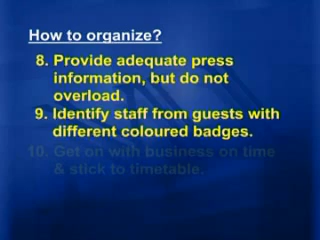 How to organize?
8. Provide adequate press
information, but do not
overload.
9. Identify staff from guests with
different coloured badges.
10. Get on with business on time
& stick to timetable.